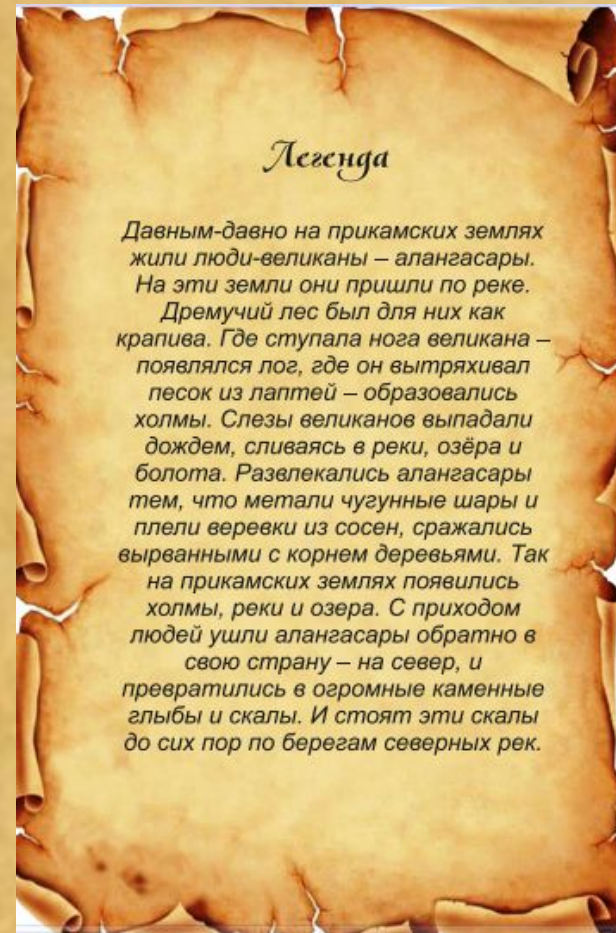 Легенда
Давным-давно на прикамских землях
жили люди-великаны – алангасары.
На эти земли они пришли по реке.
Дремучий лес был для них как
крапива. Где ступала нога великана –
появлялся лог, где он вытряхивал
песок из лаптей – образовались
холмы. Слезы великанов выпадали
дождем, сливаясь в реки, озёра и
болота. Развлекались алангасары
тем, что метали чугунные шары и
плели веревки из сосен, сражались
вырванными с корнем деревьями. Так
на прикамских землях появились
холмы, реки и озера. С приходом
людей ушли алангасары обратно в
свою страну – на север, и
превратились в огромные каменные
глыбы и скалы. И стоят эти скалы
до сих пор по берегам северных рек.